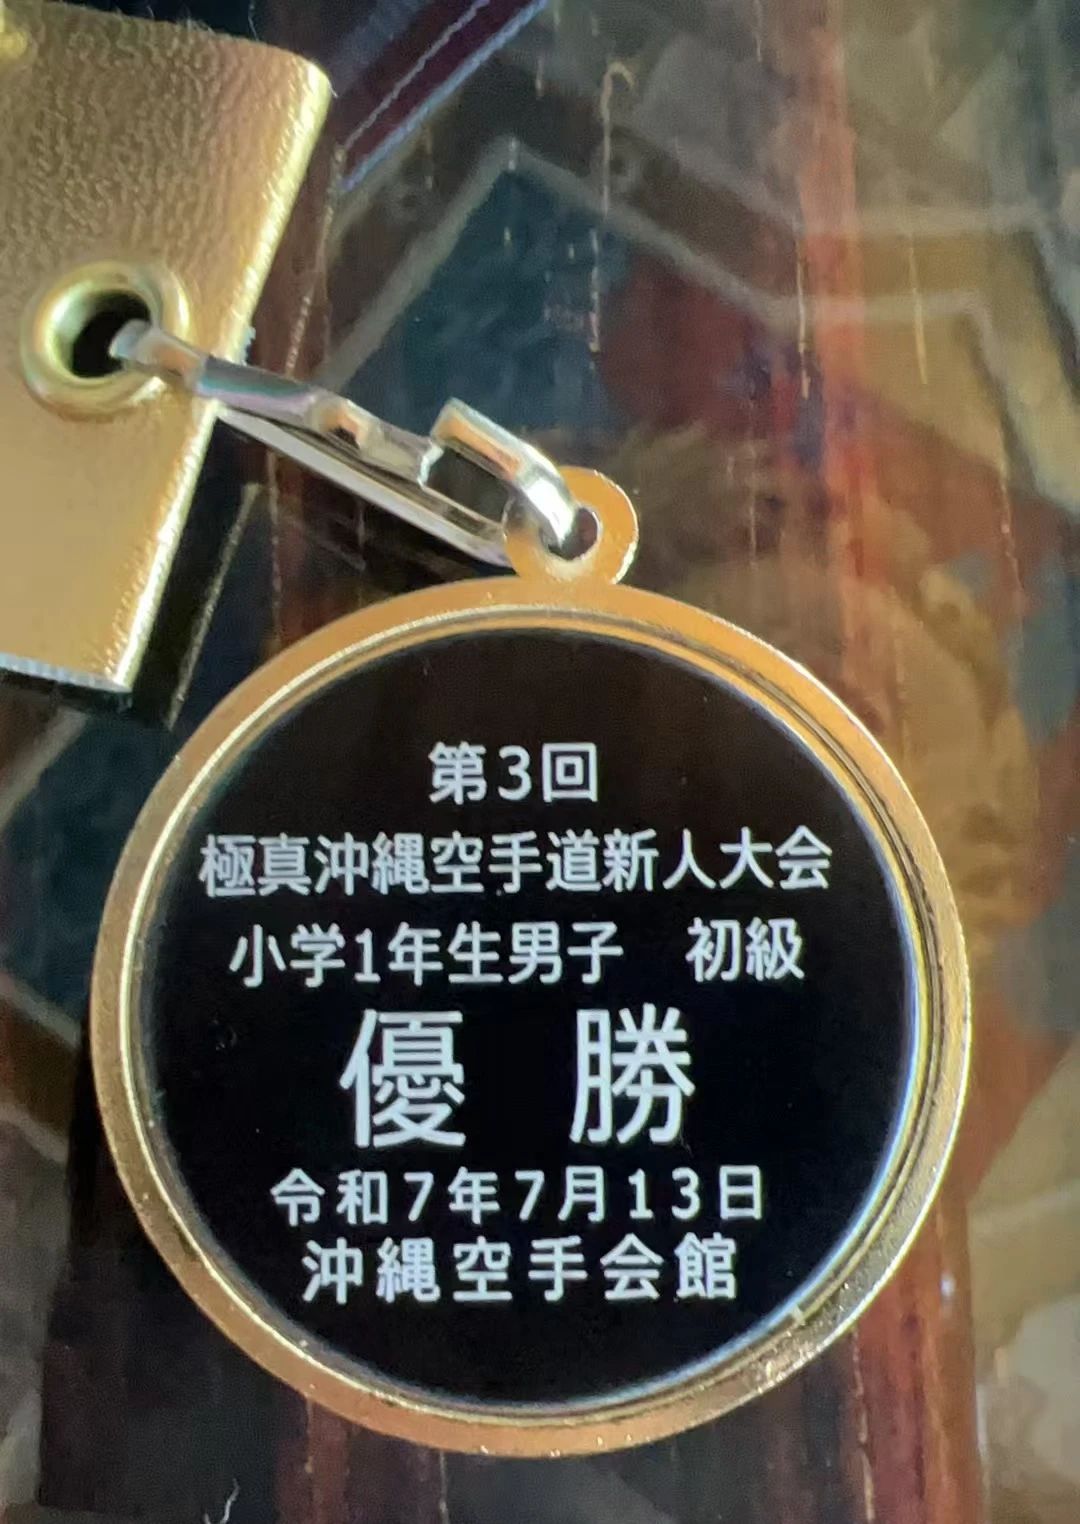 第3回
極真沖縄空手道新人大会
小学1年生男子　初級
優　勝
令和7年7月13日
沖縄空手会館